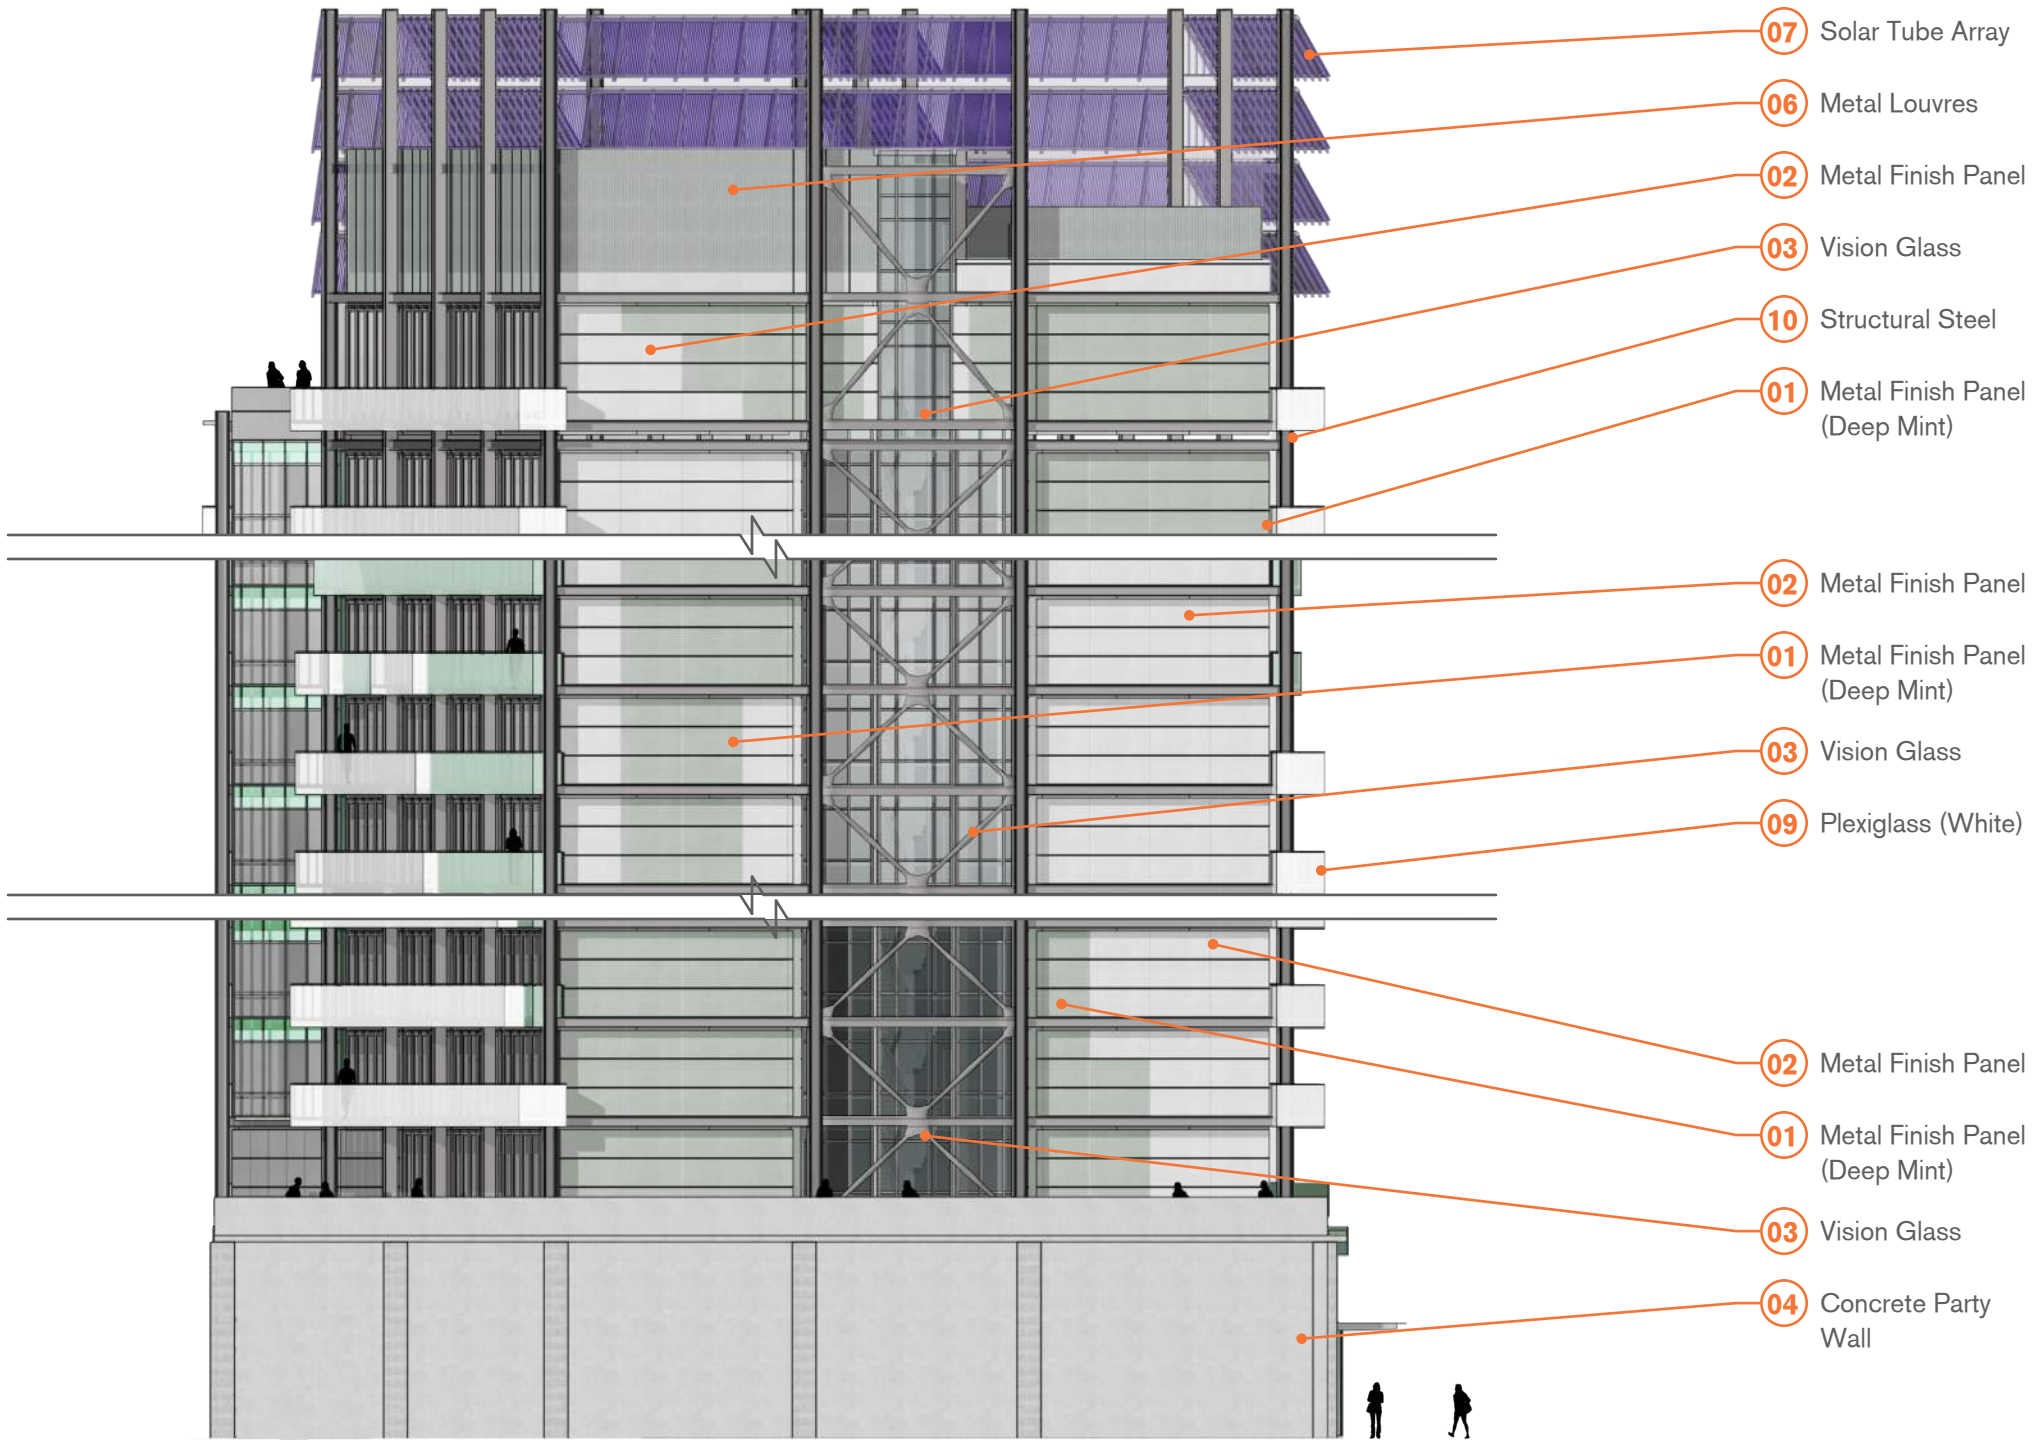 07 Solar Tube Array
06 Metal Louvres
02 Metal Finish Panel
03 Vision Glass
10 Structural Steel
01 Metal Finish Panel
(Deep Mint)
02 Metal Finish Panel
01 Metal Finish Panel
(Deep Mint)
03 Vision Glass
09 Plexiglass (White)
02 Metal Finish Panel
01 Metal Finish Panel
(Deep Mint)
03 Vision Glass
04 Concrete Party
Wall